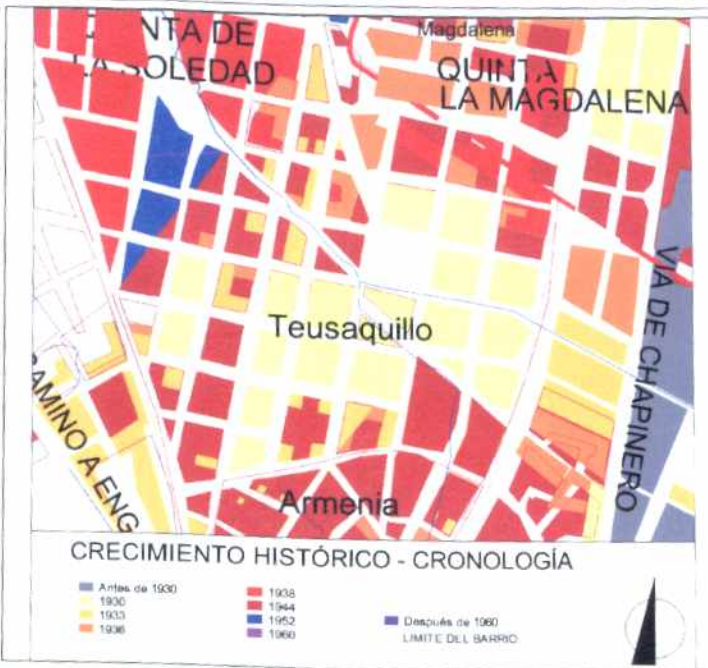 NTA DE
LA SOLEDAD
Magdalena
QUINTA
LA MAGDALENA
VIA DE CHAPINERO
Teusaquillo
CAMINO A ENG
Armenia
CRECIMIENTO HISTÓRICO - CRONOLOGÍA
Antes de 1930
1930
1933
1936
1938
1944
1952
1960
Después de 1960
LIMITE DEL BARRIO